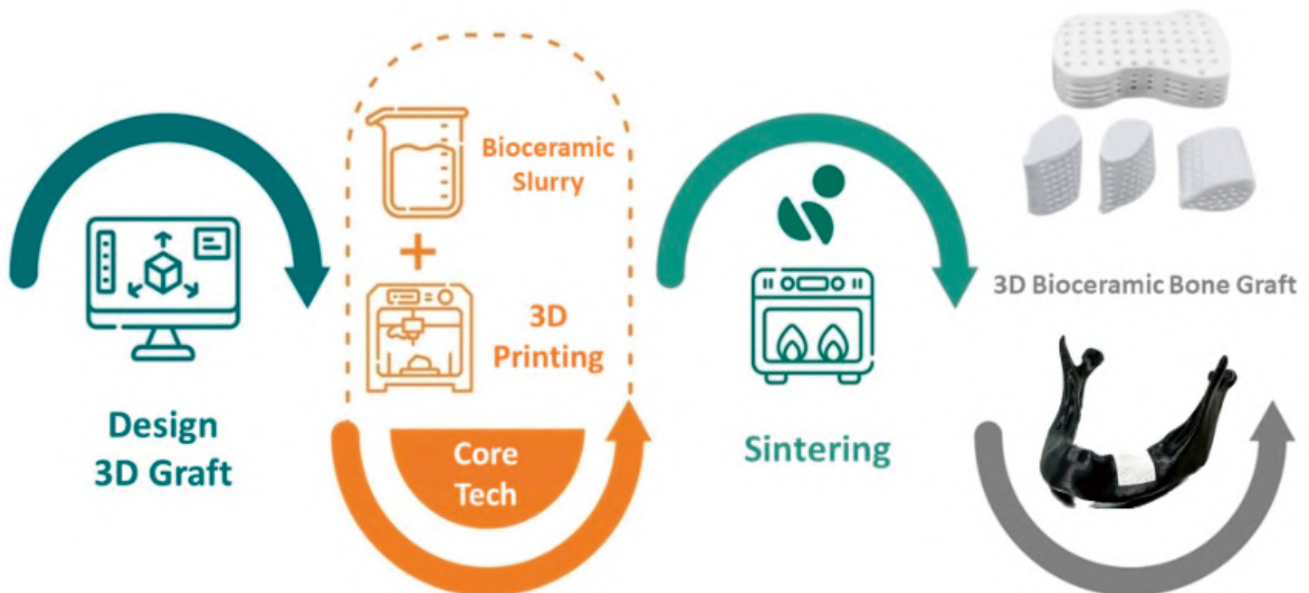 Design
3D Graft
Bioceramic
Slurry
+
3D
Printing
Core
Tech
Sintering
3D Bioceramic Bone Graft